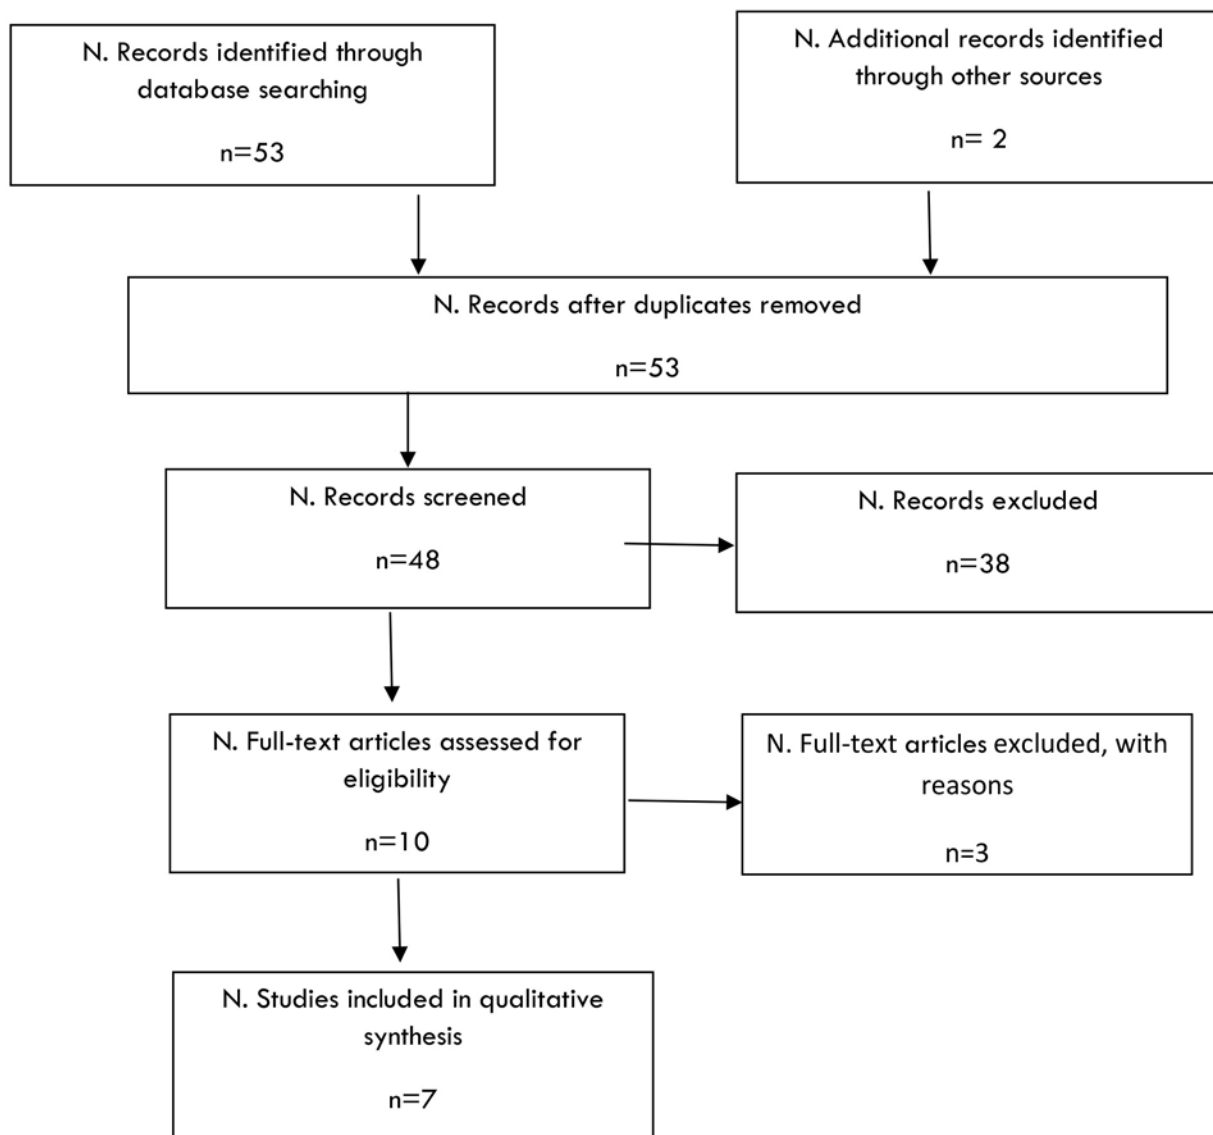 N. Records identified through
database searching
n=53
N. Additional records identified
through other sources
n= 2
N. Records after duplicates removed
n=53
N. Records screened
n=48
N. Records excluded
n=38
N. Full-text articles assessed for
eligibility
n=10
N. Full-text articles excluded, with
reasons
n=3
N. Studies included in qualitative
synthesis
n=7